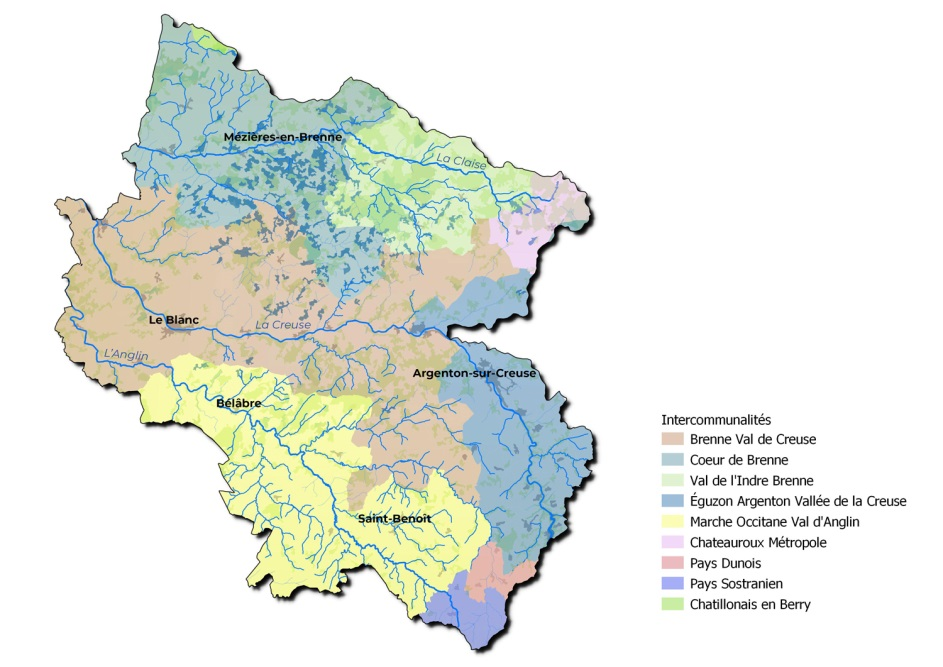 Mézières-en-Brenne
La Claise
Le Blanc
La Creuse
L'Anglin
Argenton-sur-Creuse
Bélâbre
Saint-Benoit
Intercommunalités
Brenne Val de Creuse
Coeur de Brenne
Val de l'Indre Brenne
Éguzon Argenton Vallée de la Creuse
Marche Occitane Val d'Anglin
Chateauroux Métropole
Pays Dunois
Pays Sostranien
Chatillonais en Berry